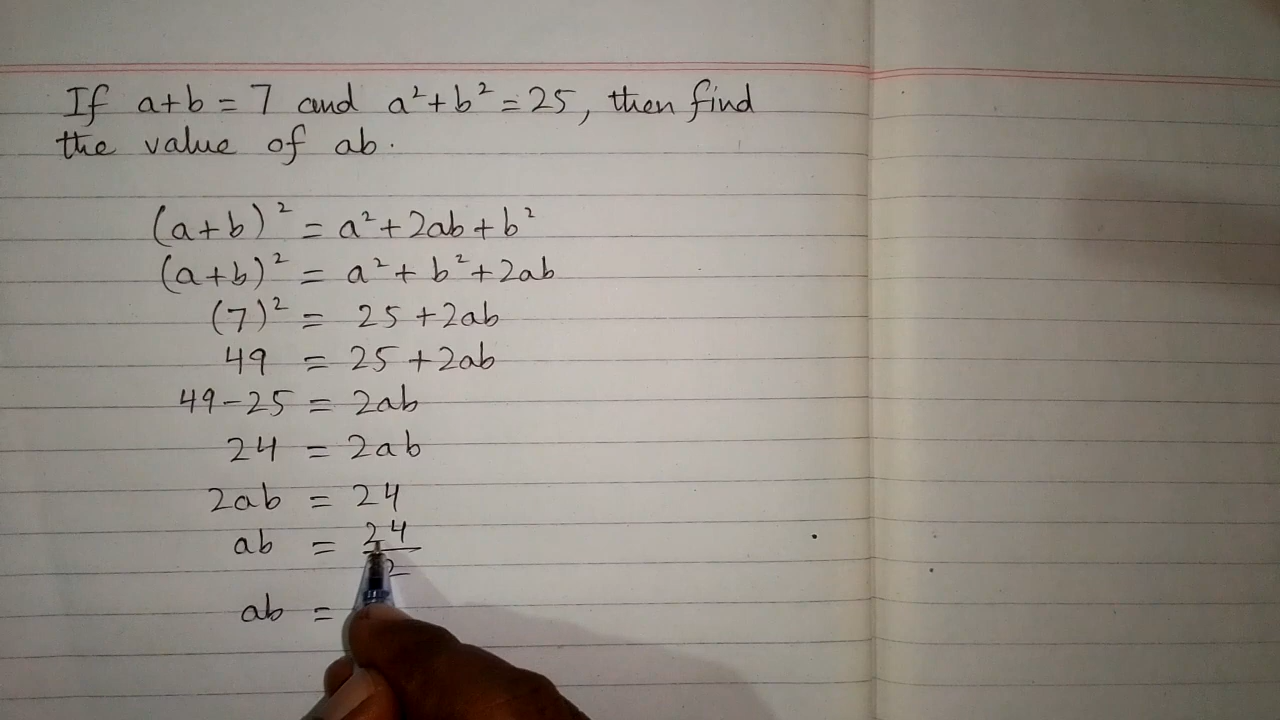 If a+b = 7 and a²+b² = 25, then find
the value of ab.
(a+b)² = a²+2ab+b²
(a+b)² = a²+b²+2ab
(7)² = 25+2ab
49 = 25+2ab
49-25 = 2ab
24 = 2ab
2ab = 24
ab = 24/2
ab =